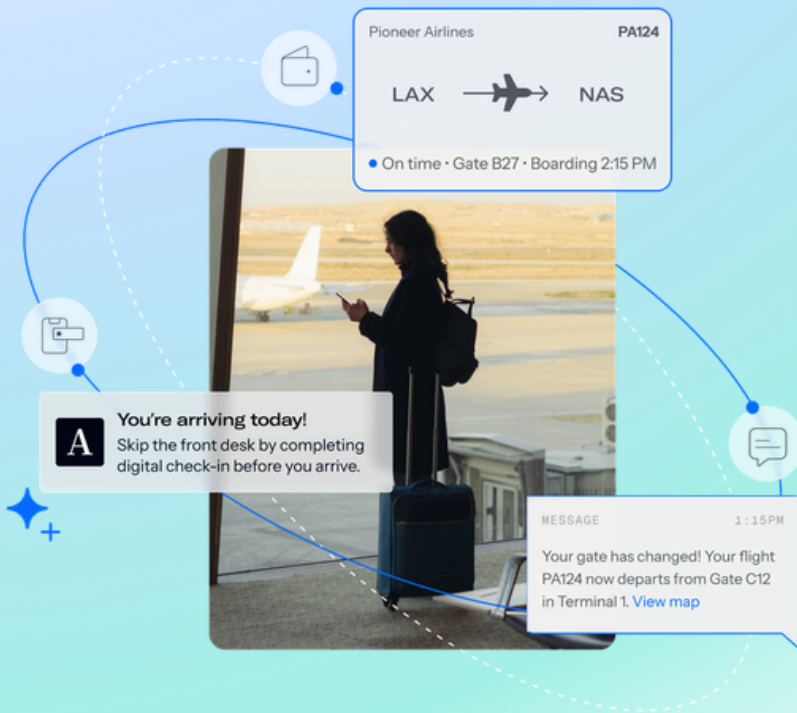 Pioneer Airlines PA124
LAX NAS
On time • Gate B27 • Boarding 2:15 PM
A
You're arriving today!
Skip the front desk by completing
digital check-in before you arrive.
MESSAGE 1:15PM
Your gate has changed! Your flight
PA124 now departs from Gate C12
in Terminal 1. View map